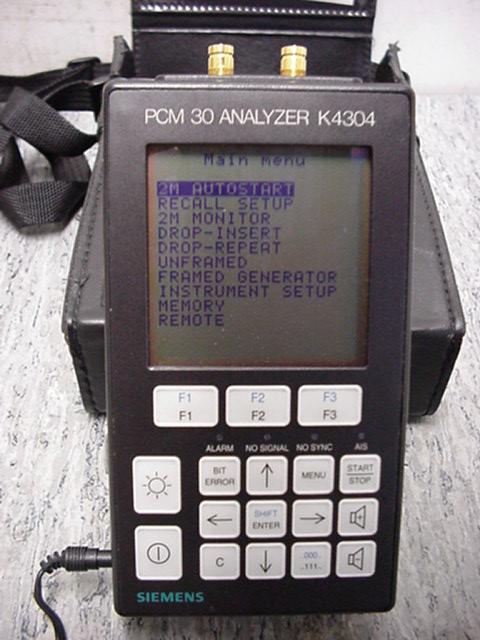 PCM 30 ANALYZER K4304
Main menu
2M AUTOSTART
RECALL SETUP
2M MONITOR
DROP-INSERT
DROP-REPEAT
UNFRAMED
FRAMED GENERATOR
INSTRUMENT SETUP
MEMORY
REMOTE
F1 F2 F3
F1 F2 F3
ALARM NO SIGNAL NO SYNC AIS
BIT ERROR MENU START STOP
SHIFT ENTER
C ...000... ...111...
SIEMENS